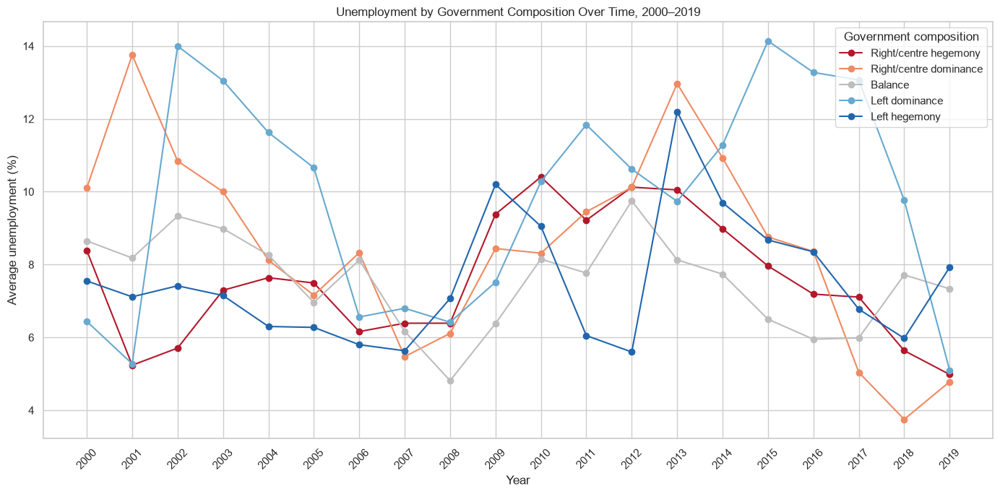 Unemployment by Government Composition Over Time, 2000–2019
Average unemployment (%)
14
12
10
8
6
4
Government composition
Right/centre hegemony
Right/centre dominance
Balance
Left dominance
Left hegemony
2000 2001 2002 2003 2004 2005 2006 2007 2008 2009 2010 2011 2012 2013 2014 2015 2016 2017 2018 2019
Year